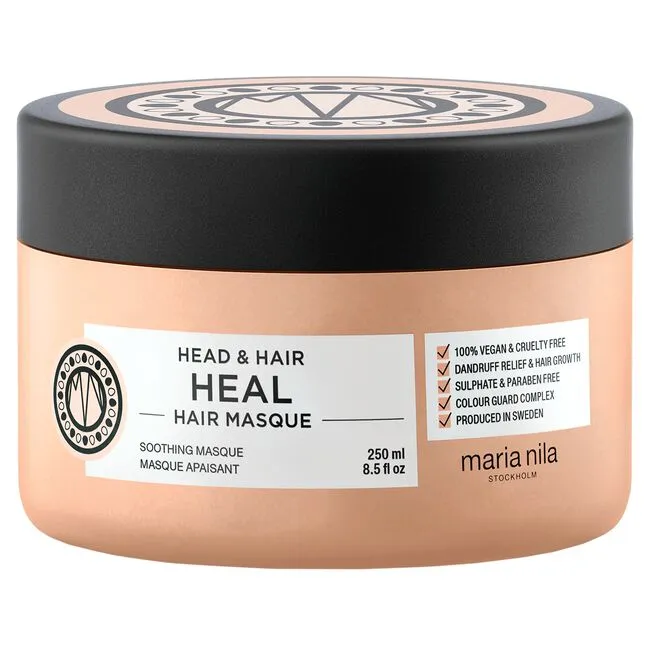 HEAD & HAIR
HEAL
HAIR MASQUE
SOOTHING MASQUE
MASQUE APAISANT
250 ml
8.5 fl oz
100% VEGAN & CRUELTY FREE
DANDRUFF RELIEF & HAIR GROWTH
SULPHATE & PARABEN FREE
COLOUR GUARD COMPLEX
PRODUCED IN SWEDEN
maria nila
STOCKHOLM